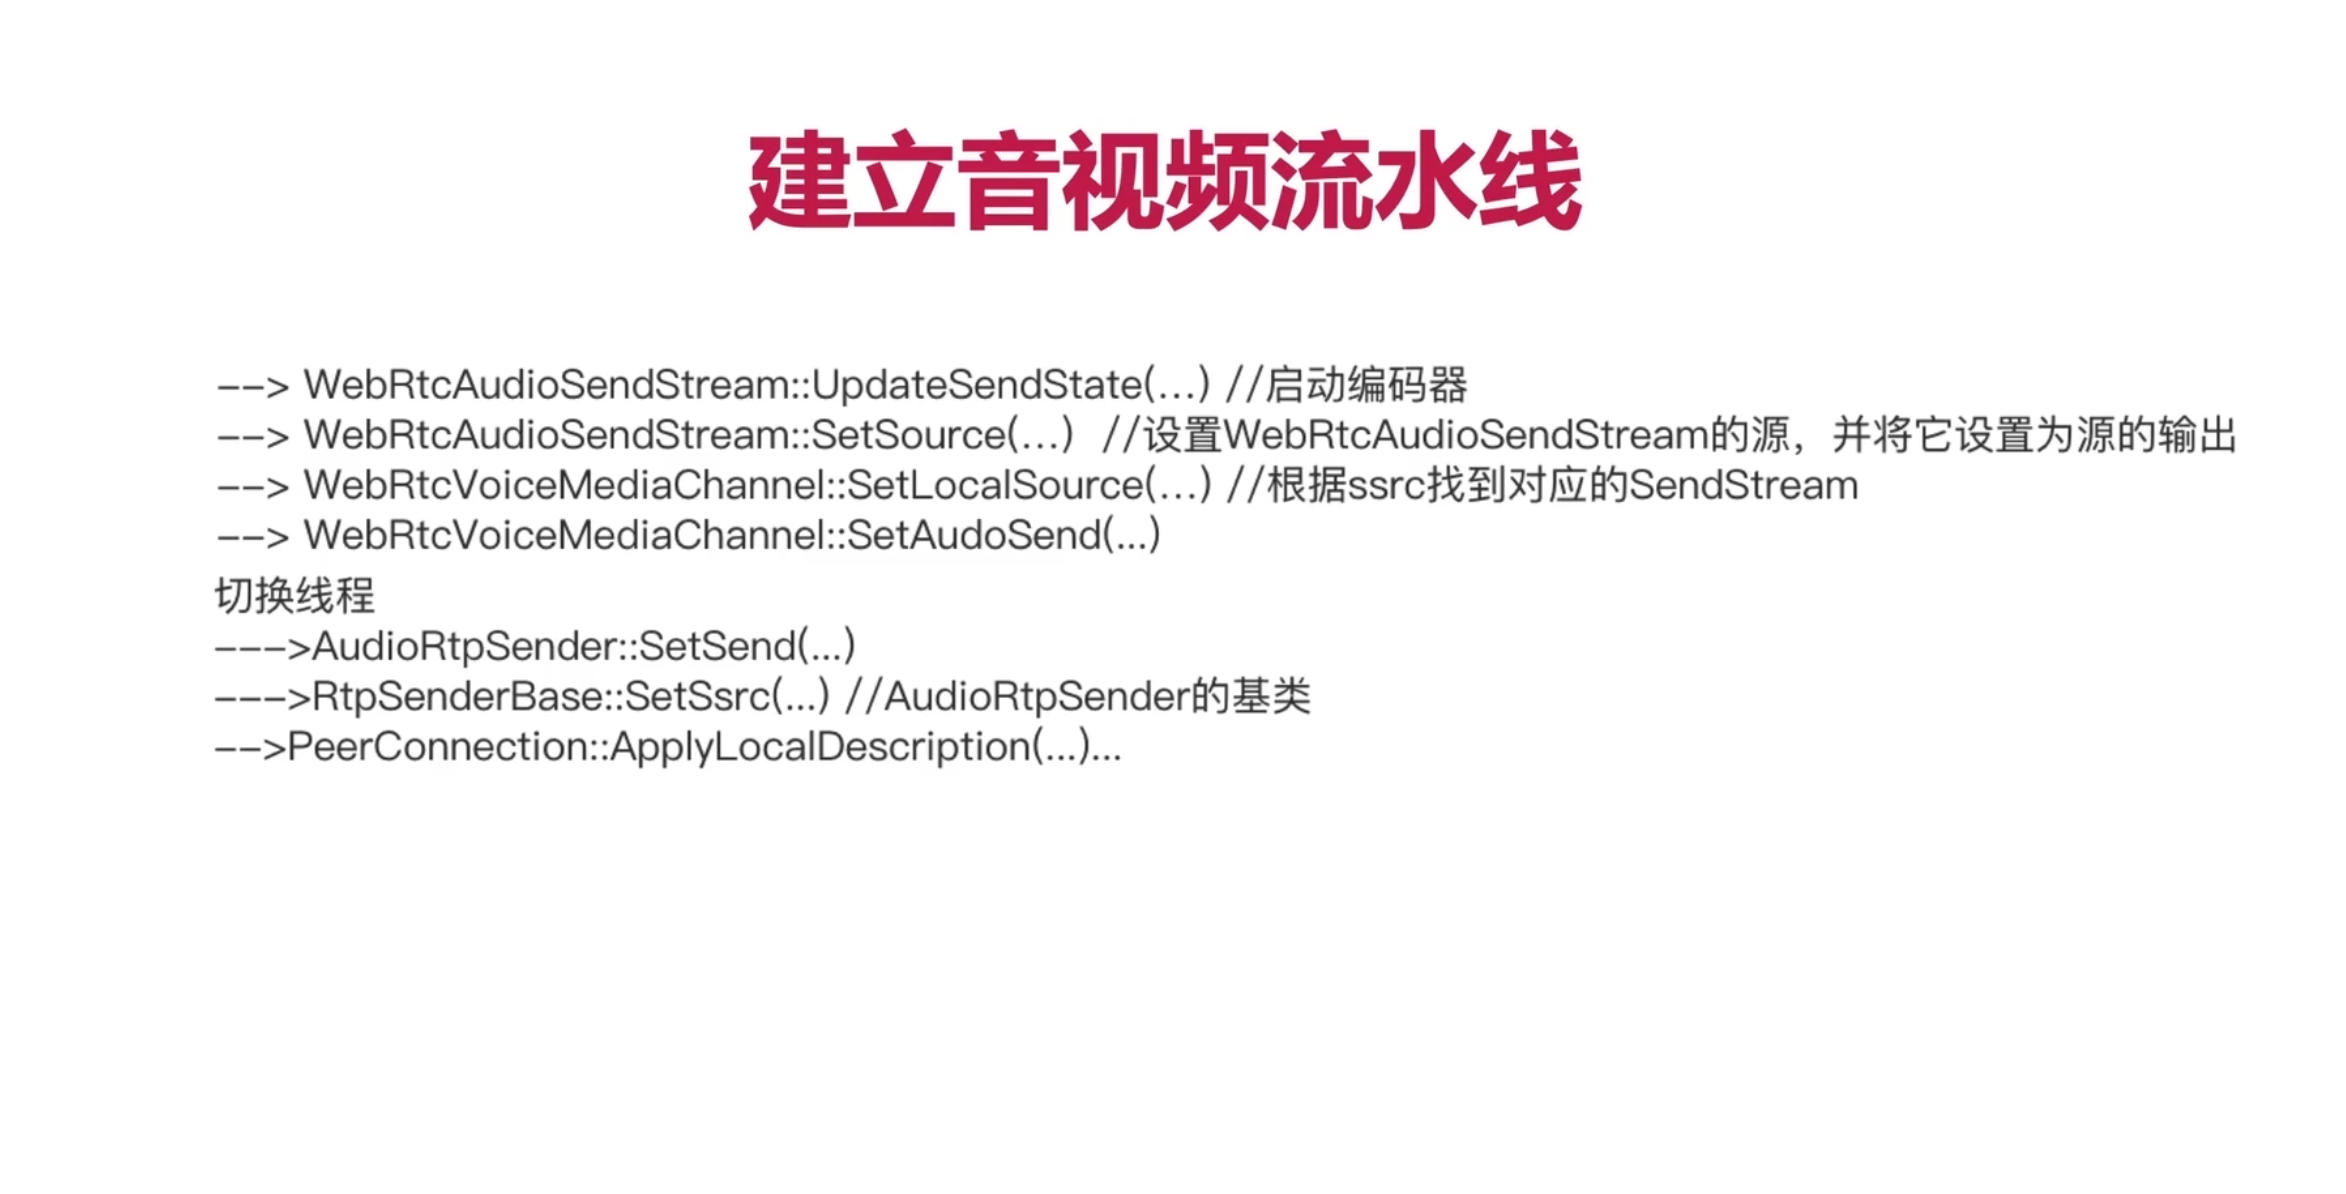 建立音视频流水线
--> WebRtcAudioSendStream::UpdateSendState(...) //启动编码器
--> WebRtcAudioSendStream::SetSource(...) //设置WebRtcAudioSendStream的源，并将它设置为源的输出
--> WebRtcVoiceMediaChannel::SetLocalSource(...) //根据ssrc找到对应的SendStream
--> WebRtcVoiceMediaChannel::SetAudoSend(...)
切换线程
--->AudioRtpSender::SetSend(...)
--->RtpSenderBase::SetSsrc(...) //AudioRtpSender的基类
-->PeerConnection::ApplyLocalDescription(...)...